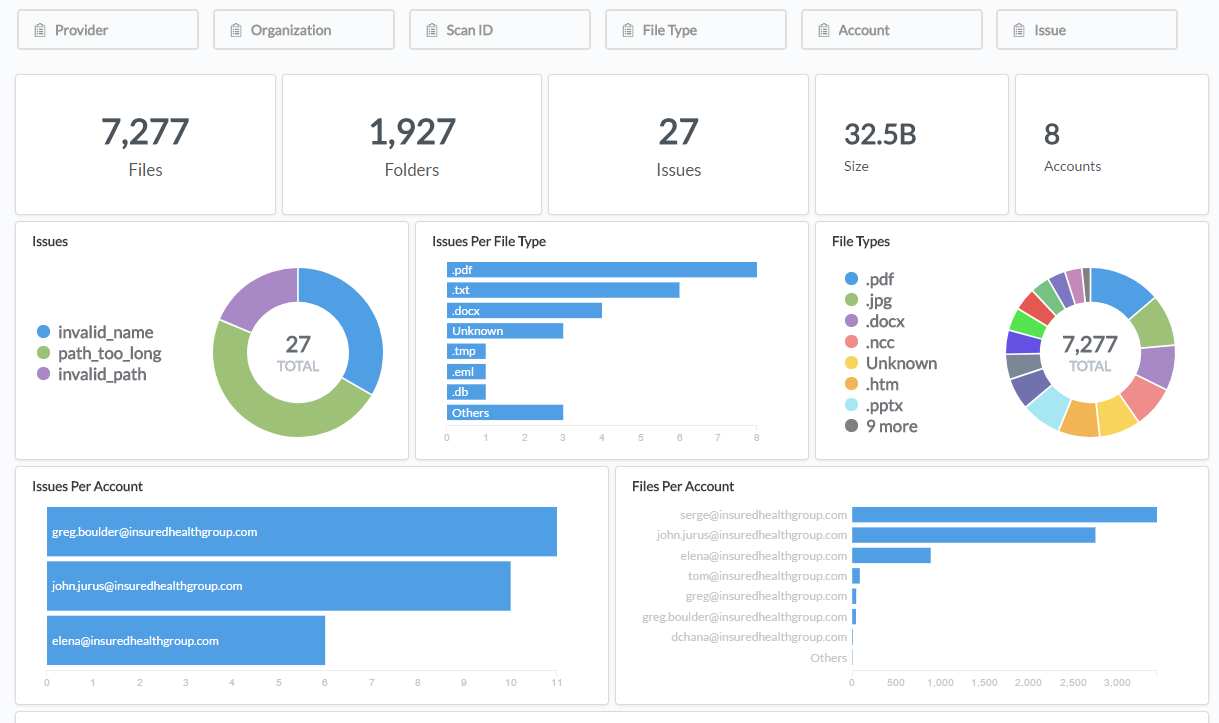 Provider
Organization
Scan ID
File Type
Account
Issue
7,277
Files
1,927
Folders
27
Issues
32.5B
Size
8
Accounts
Issues
invalid_name
path_too_long
invalid_path
27
TOTAL
Issues Per File Type
.pdf
.txt
.docx
Unknown
.tmp
.eml
.db
Others
0 1 2 3 4 5 6 7 8
File Types
.pdf
.jpg
.docx
.ncc
Unknown
.htm
.pptx
9 more
7,277
TOTAL
Issues Per Account
greg.boulder@insuredhealthgroup.com
john.jurus@insuredhealthgroup.com
elena@insuredhealthgroup.com
0 1 2 3 4 5 6 7 8 9 10 11
Files Per Account
serge@insuredhealthgroup.com
john.jurus@insuredhealthgroup.com
elena@insuredhealthgroup.com
tom@insuredhealthgroup.com
greg@insuredhealthgroup.com
greg.boulder@insuredhealthgroup.com
dchana@insuredhealthgroup.com
Others
0 500 1,000 1,500 2,000 2,500 3,000